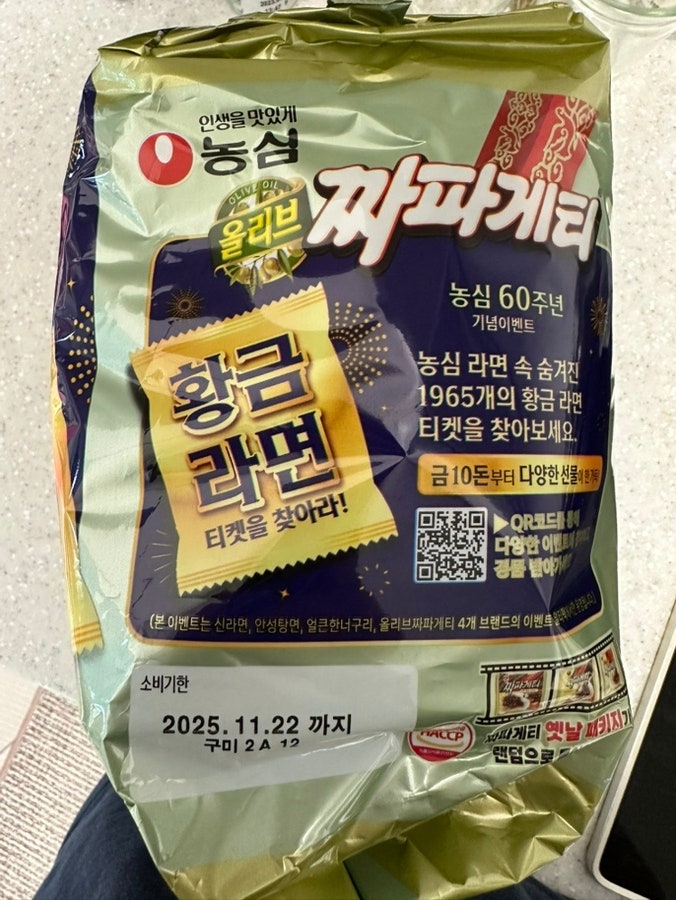 인생을 맛있게
농심
OLIVE OIL
올리브
짜파게티
농심 60주년
기념이벤트
농심 라면 속 숨겨진
1965개의 황금 라면
티켓을 찾아보세요.
금10돈부터 다양한 선물이
황금
라면
티켓을 찾아라!
▶QR코드를
다양한 이벤트
경품
(본 이벤트는 신라면, 안성탕면, 얼큰한너구리, 올리브짜파게티 4개 브랜드의 이벤트
소비기한
2025.11.22 까지
구미 2 A 12
HACCP
짜파게티
짜파게티 옛날 패키지가
랜덤으로